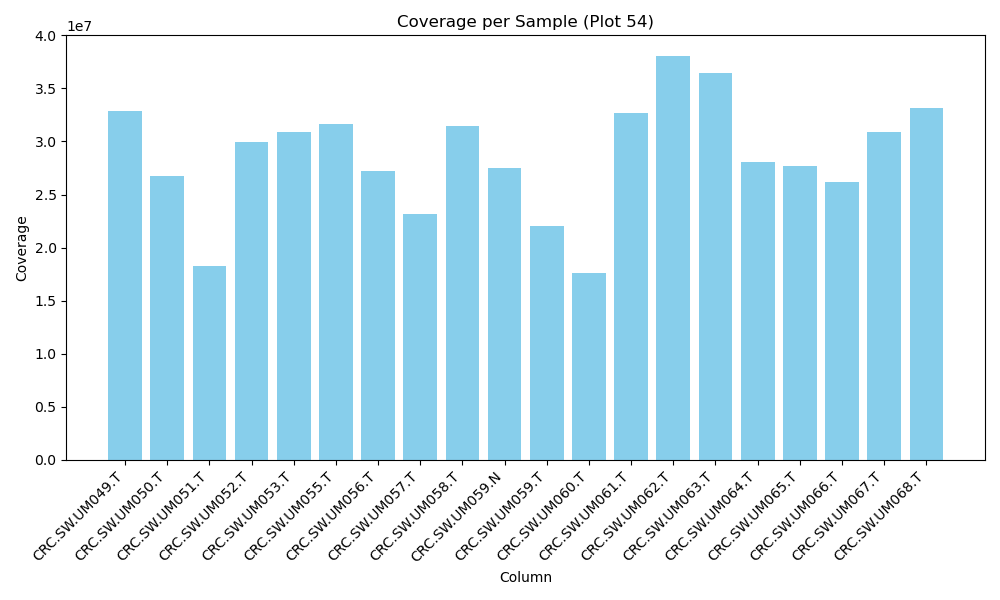 Coverage per Sample (Plot 54)
1e7
4.0
3.5
3.0
2.5
2.0
1.5
1.0
0.5
0.0
Coverage
CRC.SW.UM049.T
CRC.SW.UM050.T
CRC.SW.UM051.T
CRC.SW.UM052.T
CRC.SW.UM053.T
CRC.SW.UM055.T
CRC.SW.UM056.T
CRC.SW.UM057.T
CRC.SW.UM058.T
CRC.SW.UM059.N
CRC.SW.UM059.T
CRC.SW.UM060.T
CRC.SW.UM061.T
CRC.SW.UM062.T
CRC.SW.UM063.T
CRC.SW.UM064.T
CRC.SW.UM065.T
CRC.SW.UM066.T
CRC.SW.UM067.T
CRC.SW.UM068.T
Column